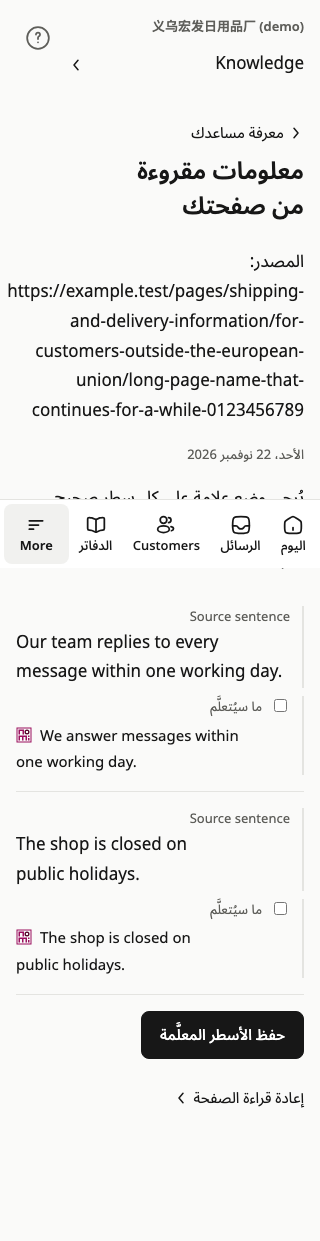 义乌宏发日用品厂 (demo)
Knowledge
معرفة مساعدك
معلومات مقروءة
من صفحتك
المصدر:
https://example.test/pages/shipping-
and-delivery-information/for-
customers-outside-the-european-
union/long-page-name-that-
continues-for-a-while-0123456789
الأحد، 22 نوفمبر 2026
اليوم
الرسائل
Customers
الدفاتر
More
Source sentence
Our team replies to every
message within one working day.
ما سيُتعلَّم
We answer messages within
one working day.
Source sentence
The shop is closed on
public holidays.
ما سيُتعلَّم
The shop is closed on
public holidays.
حفظ الأسطر المعلَّمة
إعادة قراءة الصفحة